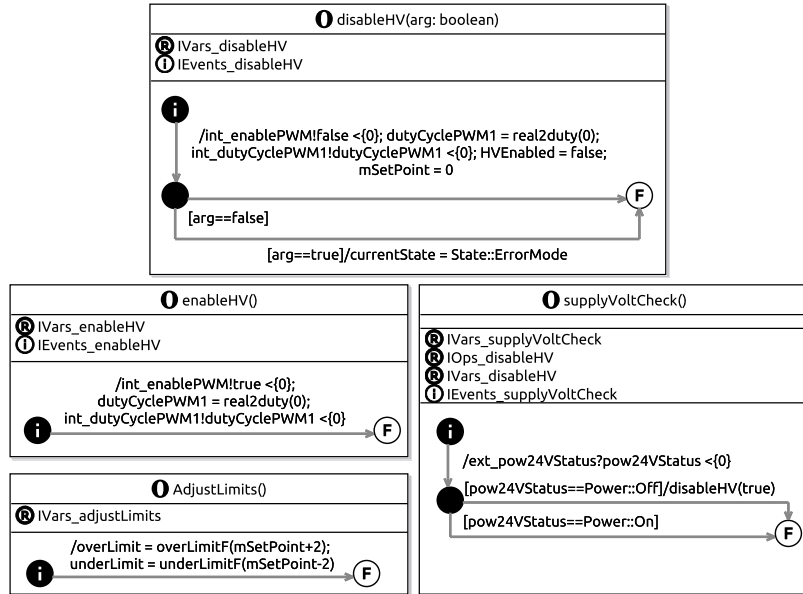 O disableHV(arg: boolean)
R IVars_disableHV
i IEvents_disableHV
i
/int_enablePWM!false <{0}; dutyCyclePWM1 = real2duty(0);
int_dutyCyclePWM1!dutyCyclePWM1 <{0}; HVEnabled = false;
mSetPoint = 0
F
[arg==false]
[arg==true]/currentState = State::ErrorMode
O enableHV()
R IVars_enableHV
i IEvents_enableHV
/int_enablePWM!true <{0};
dutyCyclePWM1 = real2duty(0);
int_dutyCyclePWM1!dutyCyclePWM1 <{0}
i
F
O AdjustLimits()
R IVars_adjustLimits
/overLimit = overLimitF(mSetPoint+2);
underLimit = underLimitF(mSetPoint-2)
i
F
O supplyVoltCheck()
R IVars_supplyVoltCheck
R IOps_disableHV
R IVars_disableHV
i IEvents_supplyVoltCheck
i
/ext_pow24VStatus?pow24VStatus <{0}
[pow24VStatus==Power::Off]/disableHV(true)
[pow24VStatus==Power::On]
F